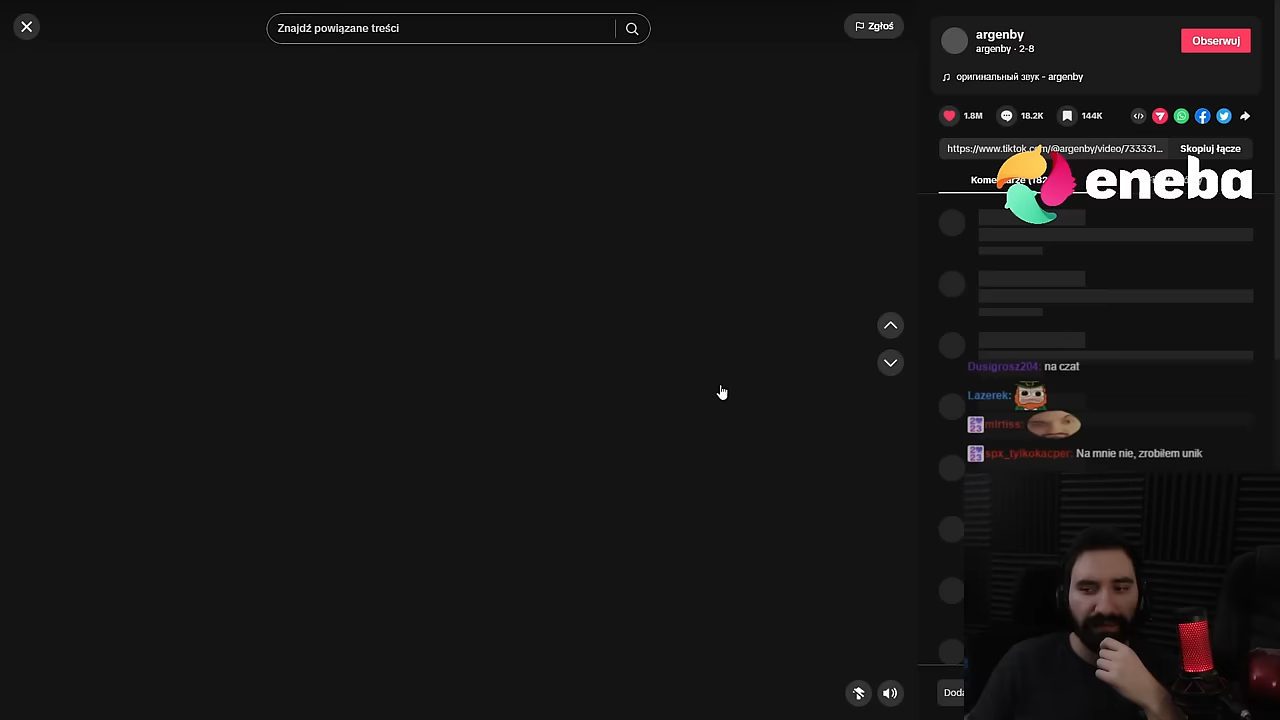 Znajdź powiązane treści
Zgłoś
argenby
argenby · 2-8
Obserwuj
оригинальный звук - argenby
1.8M
18.2K
144K
https://www.tiktok.com/@argenby/video/733331...
Skopiuj łącze
eneba
Dusigrosz204: na czat
Lazerek:
mirtiss:
spx_tylkokacper: Na mnie nie, zrobiłem unik